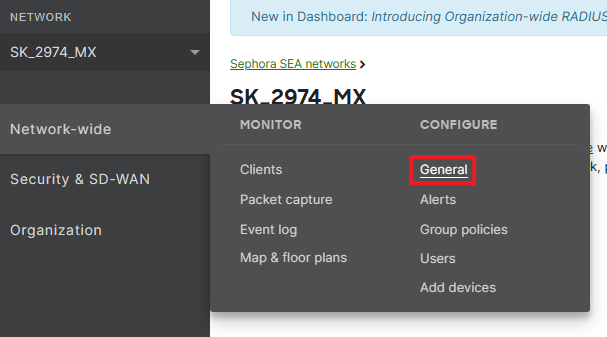 NETWORK
New in Dashboard: Introducing Organization-wide RADIUS
SK_2974_MX
Sephora SEA networks >
SK_2974_MX
Network-wide
Security & SD-WAN
Organization
MONITOR
Clients
Packet capture
Event log
Map & floor plans
CONFIGURE
General
Alerts
Group policies
Users
Add devices